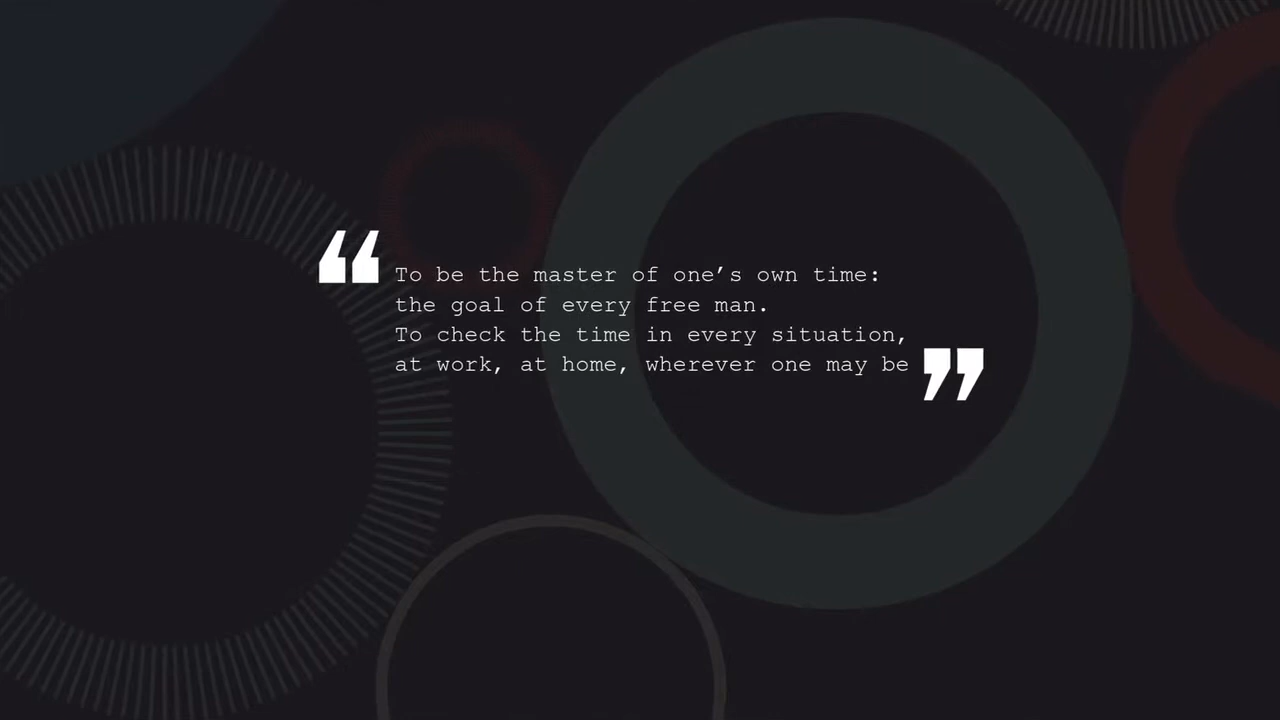 “To be the master of one’s own time:
the goal of every free man.
To check the time in every situation,
at work, at home, wherever one may be”